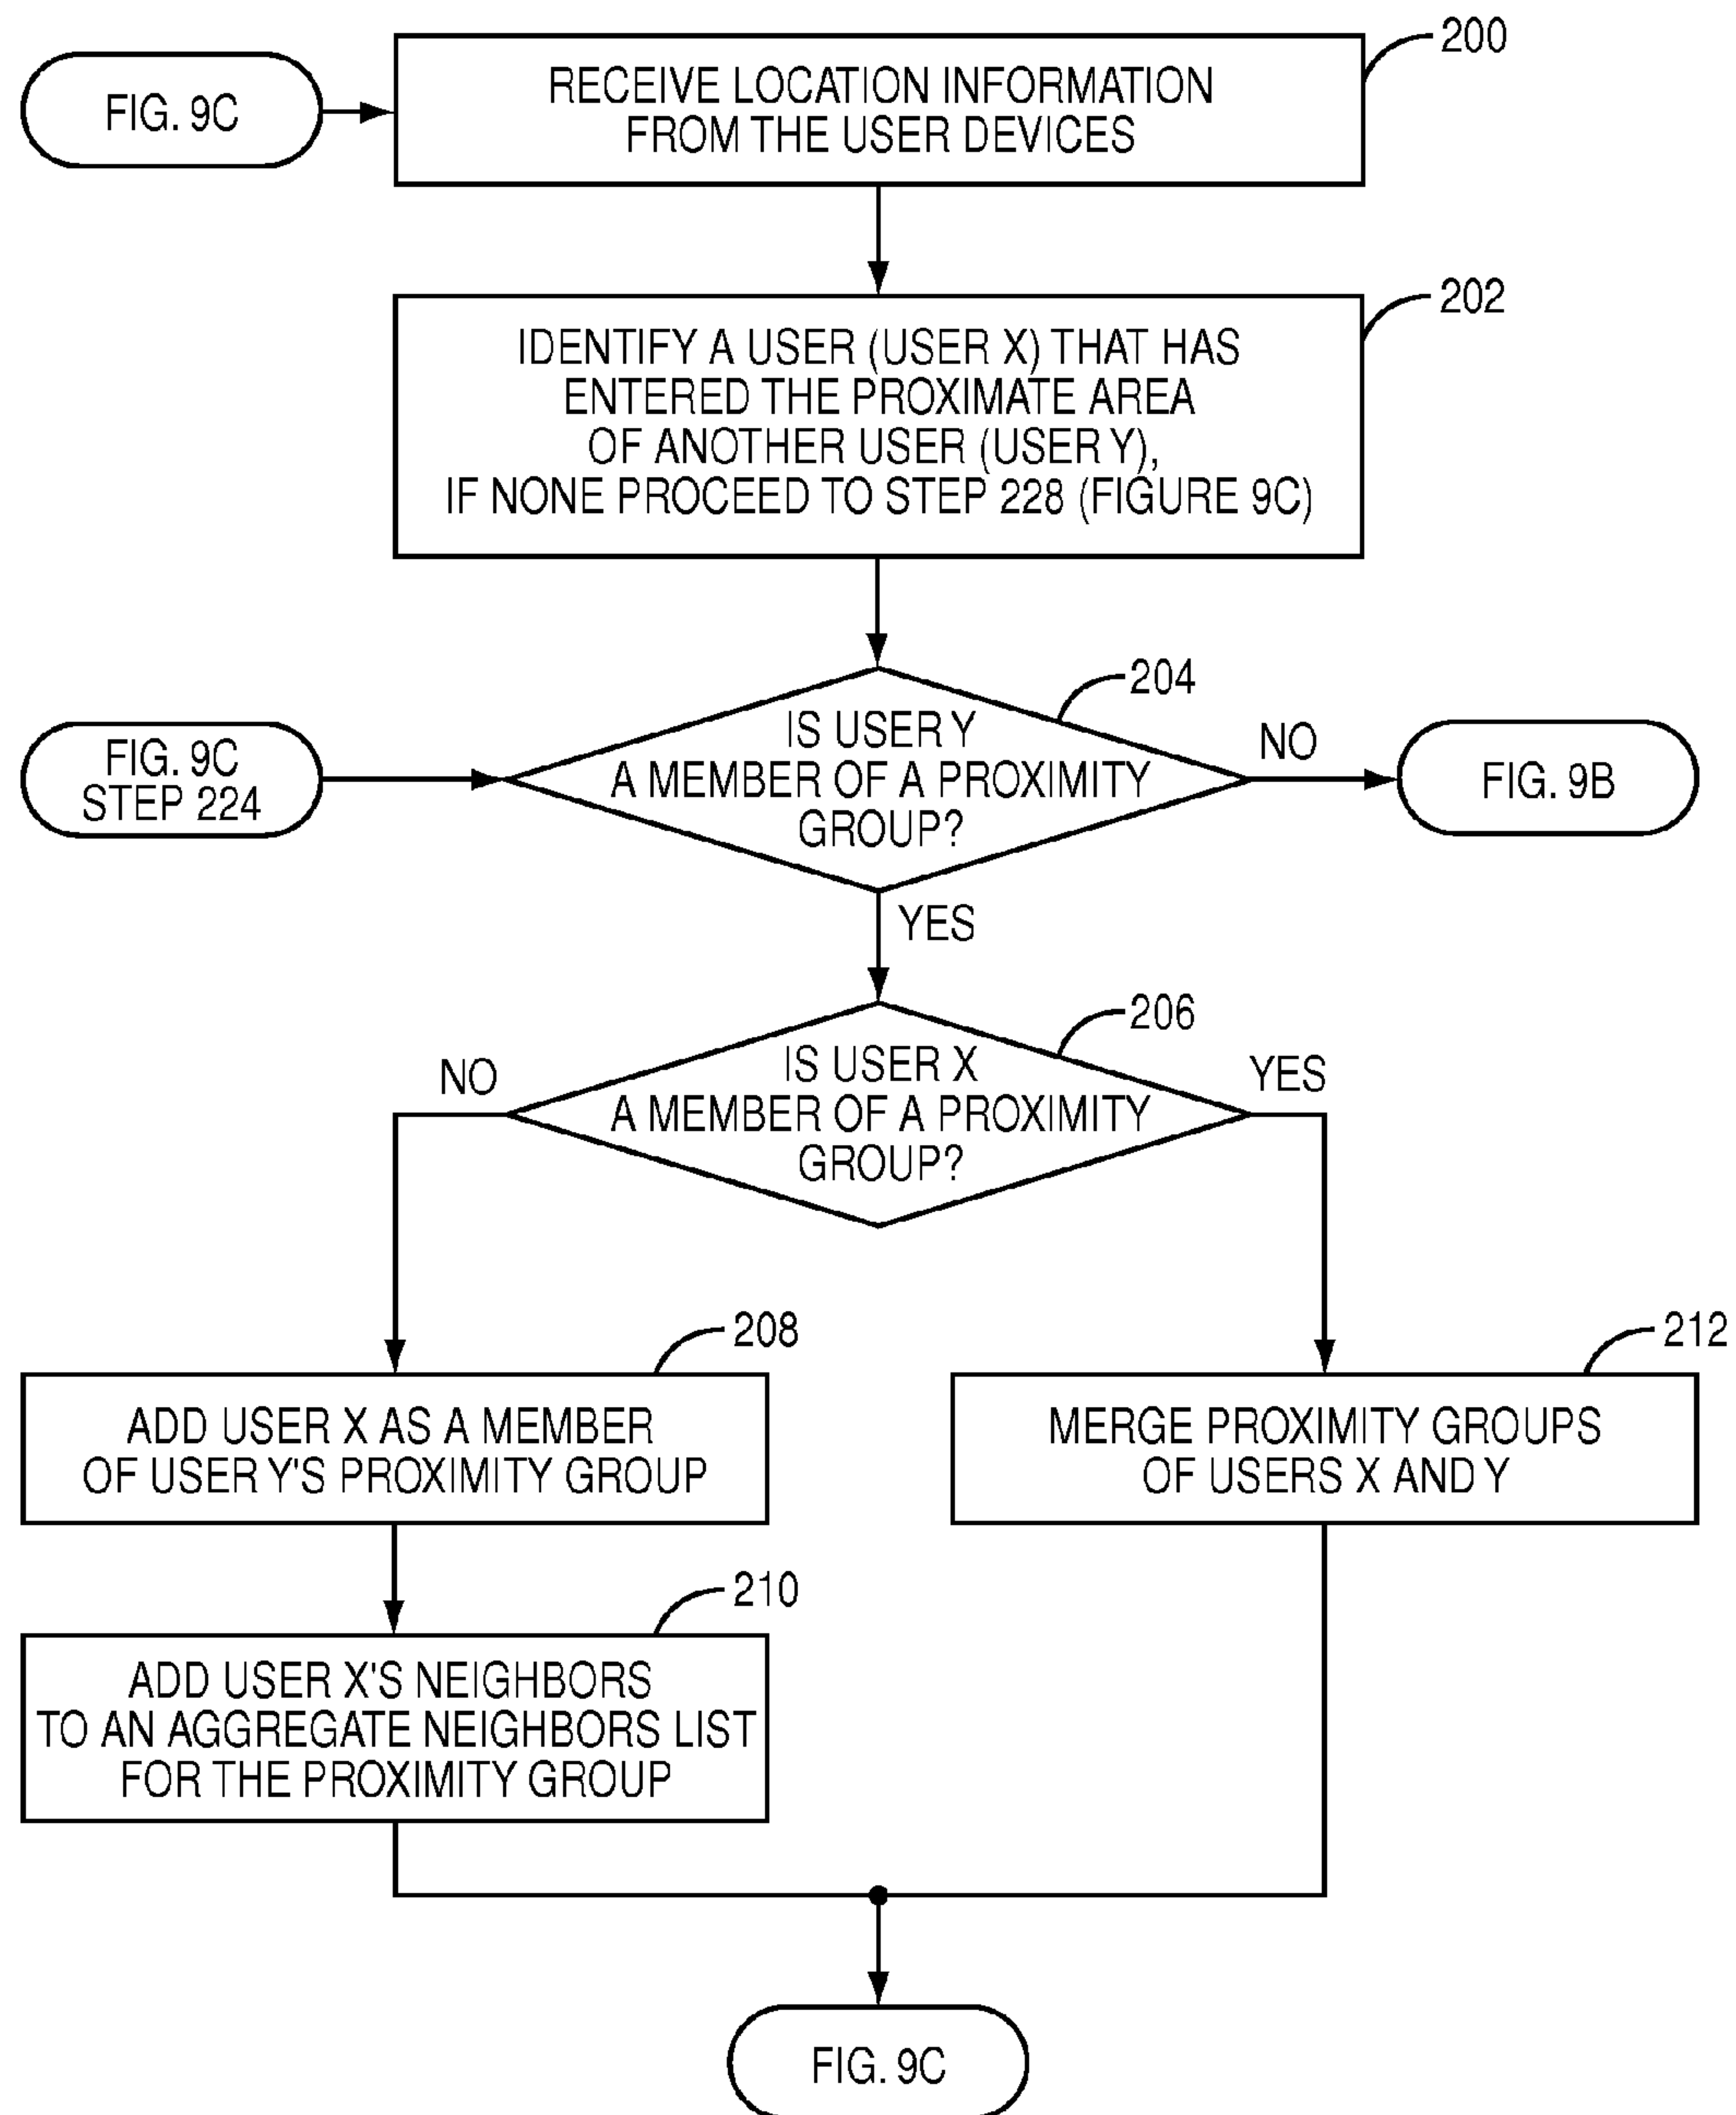 FIG. 9C
200
RECEIVE LOCATION INFORMATION
FROM THE USER DEVICES
202
IDENTIFY A USER (USER X) THAT HAS
ENTERED THE PROXIMATE AREA
OF ANOTHER USER (USER Y),
IF NONE PROCEED TO STEP 228 (FIGURE 9C)
204
FIG. 9C
STEP 224
IS USER Y
A MEMBER OF A PROXIMITY
GROUP?
NO
FIG. 9B
YES
206
NO
IS USER X
A MEMBER OF A PROXIMITY
GROUP?
YES
208
ADD USER X AS A MEMBER
OF USER Y'S PROXIMITY GROUP
212
MERGE PROXIMITY GROUPS
OF USERS X AND Y
210
ADD USER X'S NEIGHBORS
TO AN AGGREGATE NEIGHBORS LIST
FOR THE PROXIMITY GROUP
FIG. 9C